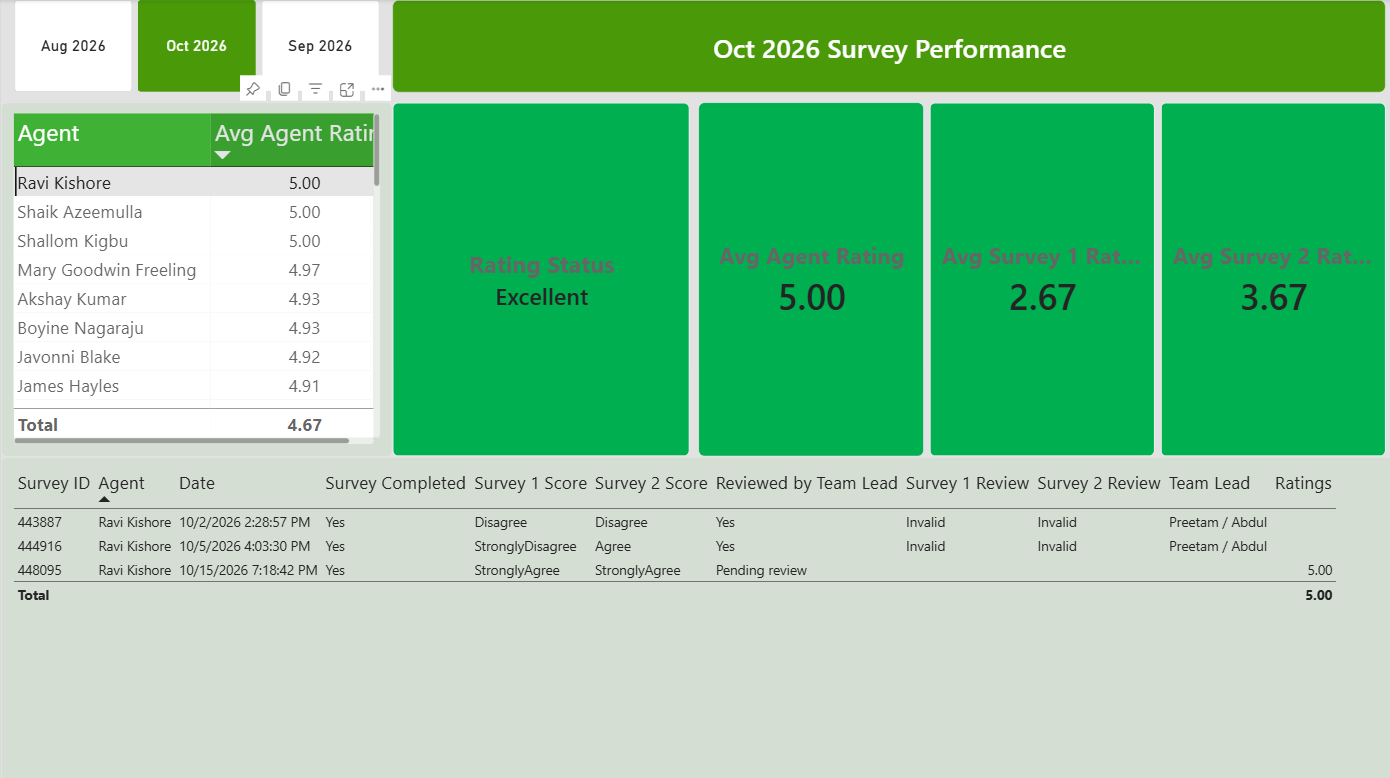 Aug 2026 Oct 2026 Sep 2026
Oct 2026 Survey Performance
Agent Avg Agent Ratin
Ravi Kishore 5.00
Shaik Azeemulla 5.00
Shallom Kigbu 5.00
Mary Goodwin Freeling 4.97
Akshay Kumar 4.93
Boyine Nagaraju 4.93
Javonni Blake 4.92
James Hayles 4.91
Total 4.67
Rating Status
Excellent
Avg Agent Rating
5.00
Avg Survey 1 Rat...
2.67
Avg Survey 2 Rat...
3.67
Survey ID Agent Date Survey Completed Survey 1 Score Survey 2 Score Reviewed by Team Lead Survey 1 Review Survey 2 Review Team Lead Ratings
443887 Ravi Kishore 10/2/2026 2:28:57 PM Yes Disagree Disagree Yes Invalid Invalid Preetam / Abdul
444916 Ravi Kishore 10/5/2026 4:03:30 PM Yes StronglyDisagree Agree Yes Invalid Invalid Preetam / Abdul
448095 Ravi Kishore 10/15/2026 7:18:42 PM Yes StronglyAgree StronglyAgree Pending review 5.00
Total 5.00